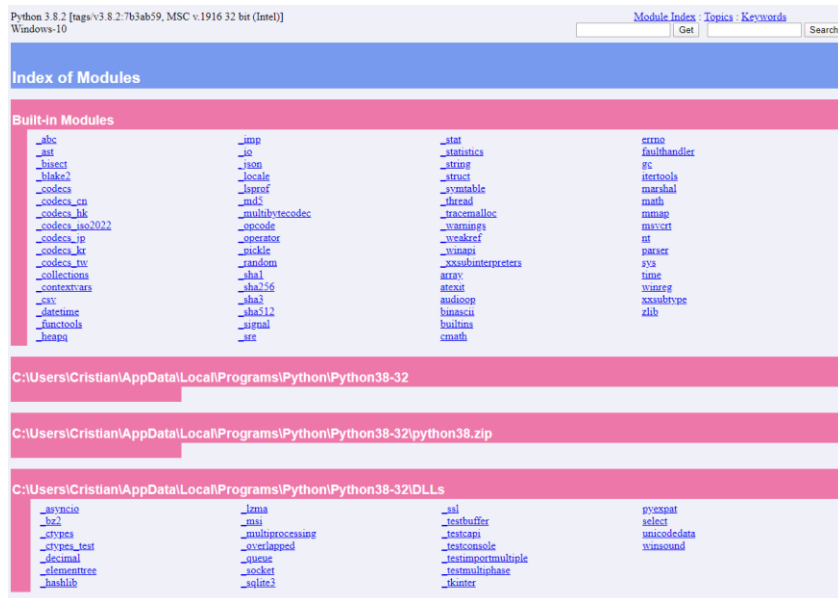 Python 3.8.2 [tags/v3.8.2:7b3ab59, MSC v.1916 32 bit (Intel)]
Windows-10
Module Index : Topics : Keywords
Get Search
Index of Modules
Built-in Modules
_abc _imp _stat errno
_ast _io _statistics faulthandler
_bisect _json _string gc
_blake2 _locale _struct itertools
_codecs _lsprof _symtable marshal
_codecs_cn _md5 _thread math
_codecs_hk _multibytecodec _tracemalloc mmap
_codecs_iso2022 _opcode _warnings msvcrt
_codecs_jp _operator _weakref nt
_codecs_kr _pickle _winapi parser
_codecs_tw _random _xxsubinterpreters sys
_collections _sha1 array time
_contextvars _sha256 atexit winreg
_csv _sha3 audioop xxsubtype
_datetime _sha512 binascii zlib
_functools _signal builtins
_heapq _sre cmath
C:\Users\Cristian\AppData\Local\Programs\Python\Python38-32
C:\Users\Cristian\AppData\Local\Programs\Python\Python38-32\python38.zip
C:\Users\Cristian\AppData\Local\Programs\Python\Python38-32\DLLs
_asyncio _lzma _ssl pyexpat
_bz2 _msi _testbuffer select
_ctypes _multiprocessing _testcapi unicodedata
_ctypes_test _overlapped _testconsole winsound
_decimal _queue _testimportmultiple
_elementtree _socket _testmultiphase
_hashlib _sqlite3 _tkinter